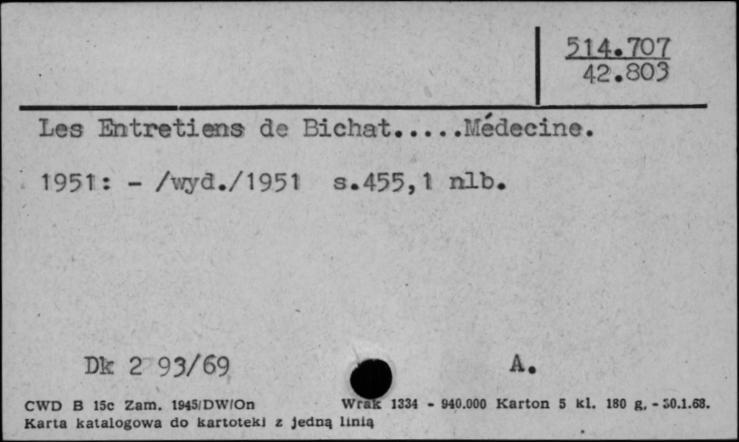 514.707
42.803
Les Entretiens de Bichat.....Médecine.
1951: - /wyd./1951 s.455,1 nlb.
Dk 2 93/69 A.
CWD B 15c Zam. 1945/DW/On Wrak 1334 - 940.000 Karton 5 kl. 180 g. - 30.1.68.
Karta katalogowa do kartoteki z jedną linią